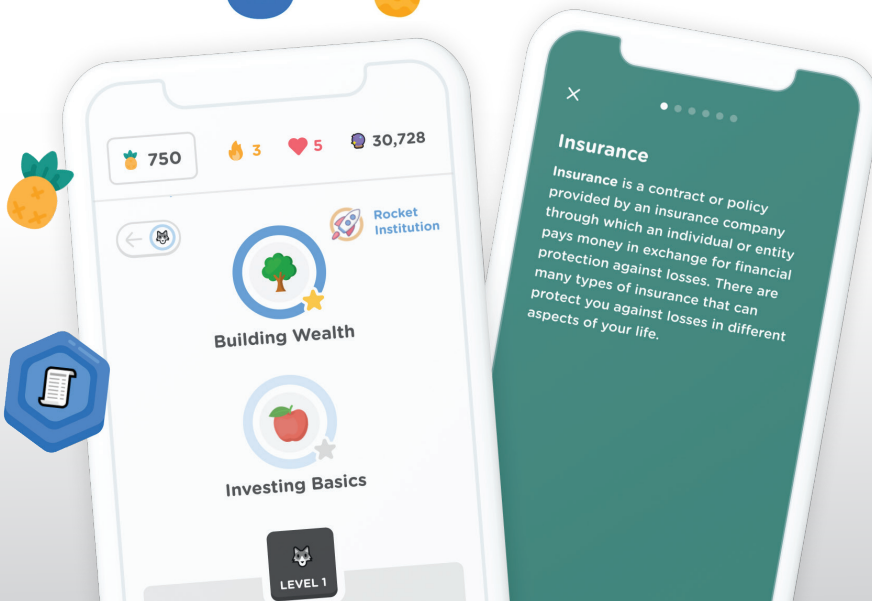 750
3
5
30,728
Rocket
Institution
Building Wealth
Investing Basics
LEVEL 1
Insurance
Insurance is a contract or policy
provided by an insurance company
through which an individual or entity
pays money in exchange for financial
protection against losses. There are
many types of insurance that can
protect you against losses in different
aspects of your life.